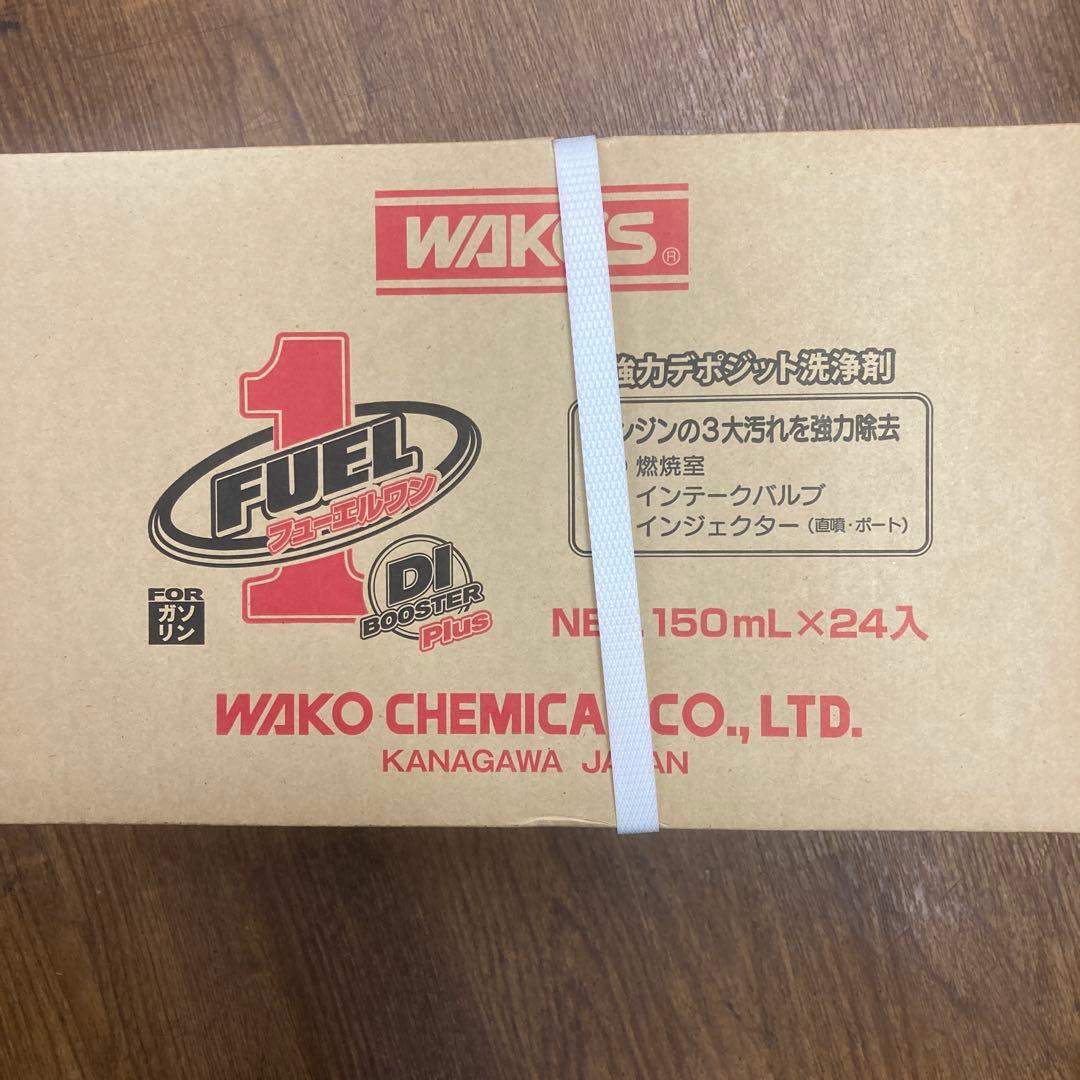 WAKO'S®
1
FUEL
フューエルワン
FOR
ガソリン
DI
BOOSTER
Plus
強力デポジット洗浄剤
ンジンの3大汚れを強力除去
燃焼室
インテークバルブ
インジェクター(直噴・ポート)
150mL×24入
WAKO CHEMICAL CO., LTD.
KANAGAWA JAPAN